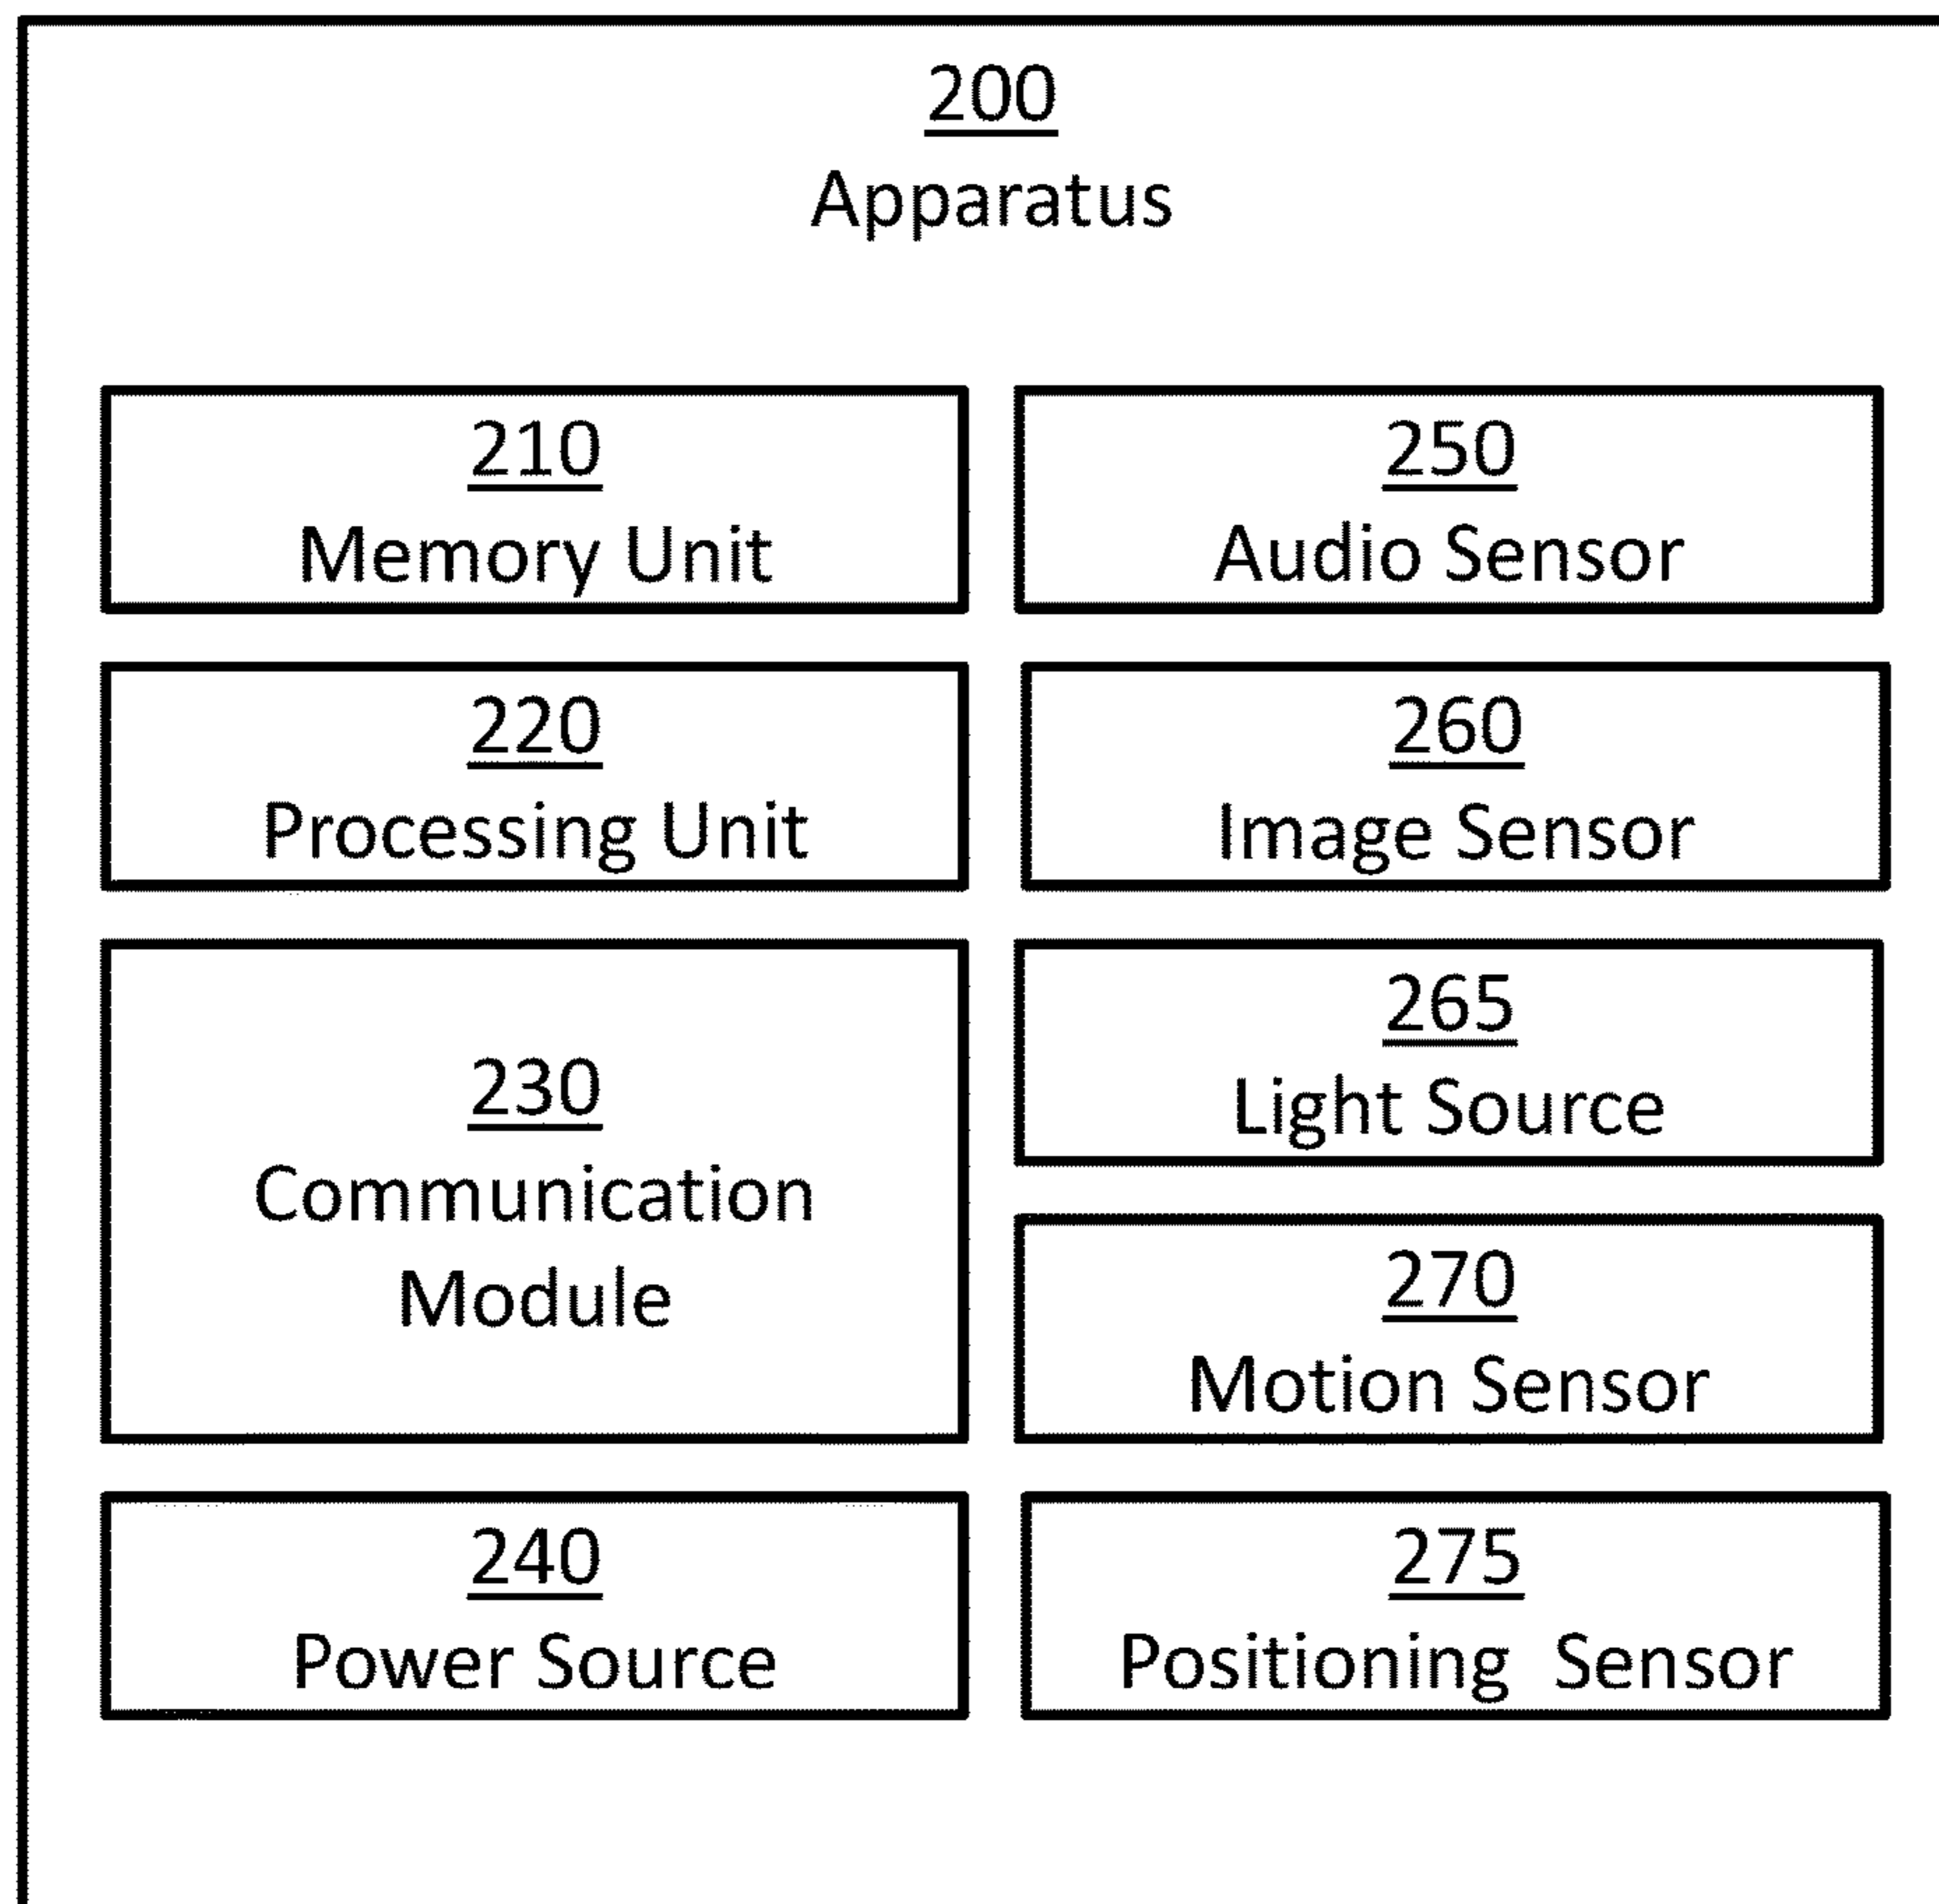 200
Apparatus
210
Memory Unit
250
Audio Sensor
220
Processing Unit
260
Image Sensor
230
Communication
Module
265
Light Source
270
Motion Sensor
240
Power Source
275
Positioning Sensor